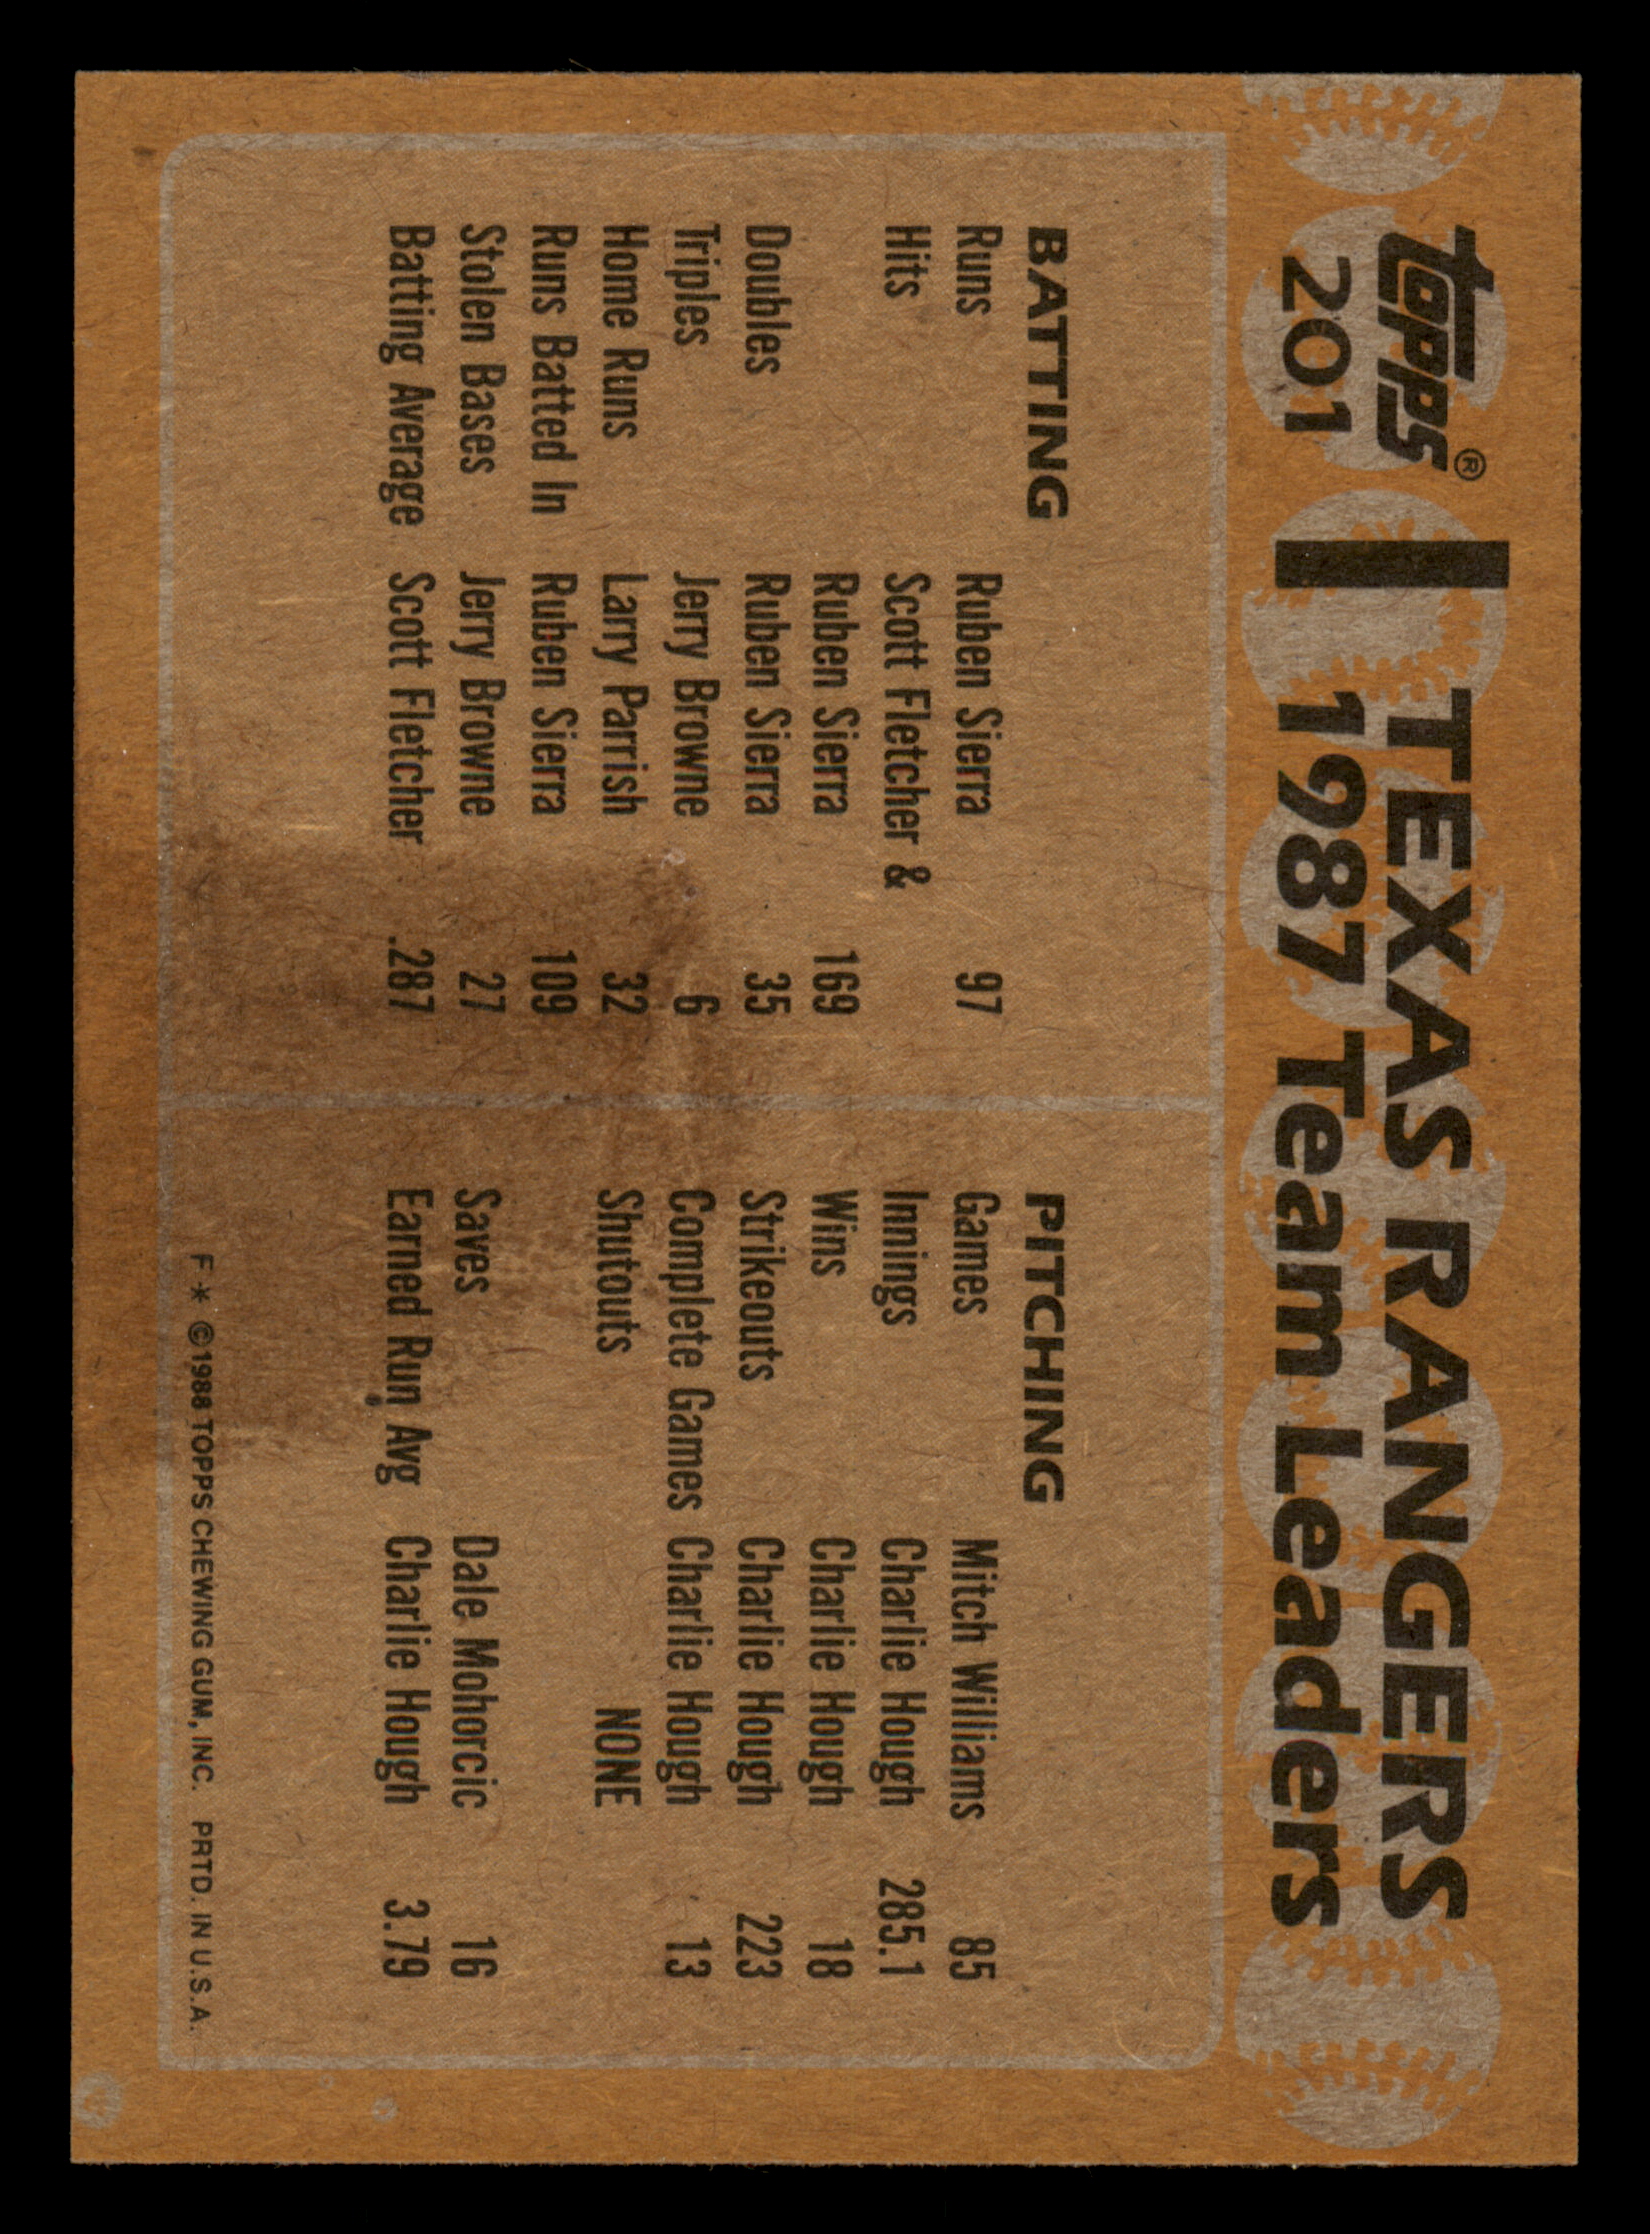 topps®
201
TEXAS RANGERS
1987 Team Leaders
BATTING
Runs Ruben Sierra 97
Hits Scott Fletcher &
Ruben Sierra 169
Doubles Ruben Sierra 35
Triples Jerry Browne 6
Home Runs Larry Parrish 32
Runs Batted In Ruben Sierra 109
Stolen Bases Jerry Browne 27
Batting Average Scott Fletcher .287
PITCHING
Games Mitch Williams 85
Innings Charlie Hough 285.1
Wins Charlie Hough 18
Strikeouts Charlie Hough 223
Complete Games Charlie Hough 13
Shutouts NONE
Saves Dale Mohorcic 16
Earned Run Avg Charlie Hough 3.79
F * ©1988 TOPPS CHEWING GUM, INC. PRTD. IN U.S.A.